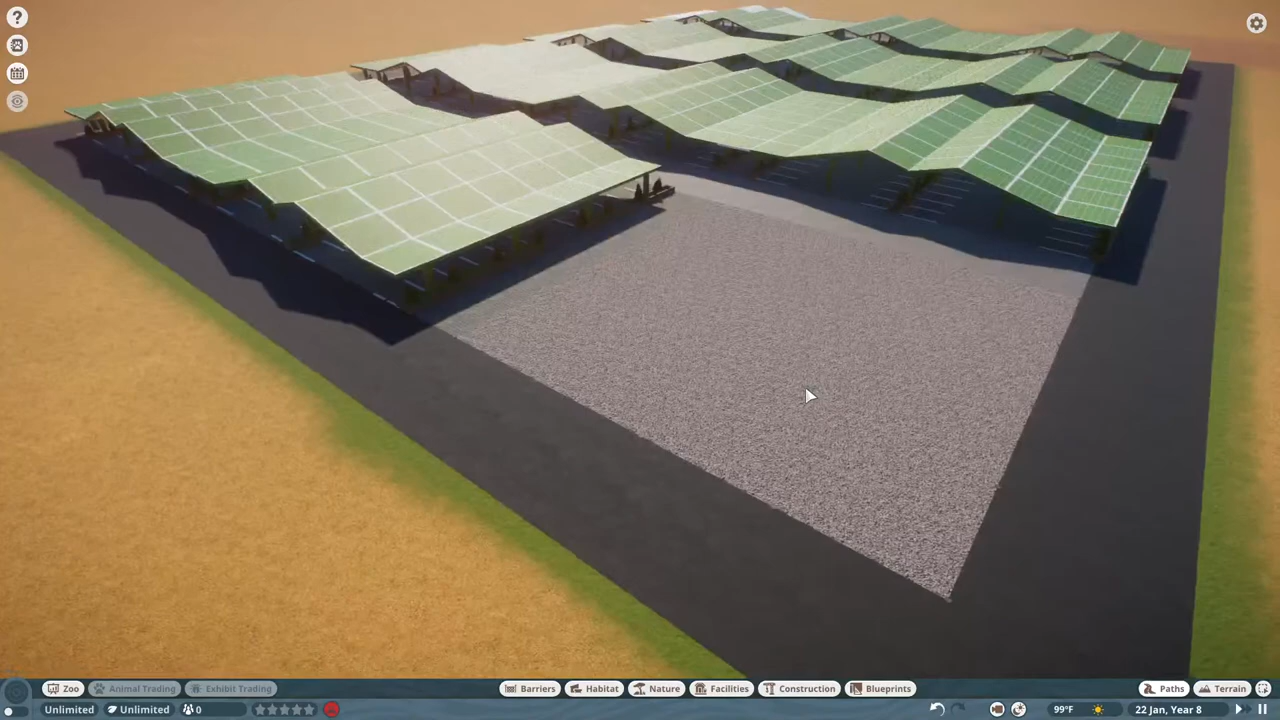 ?
Zoo Animal Trading Exhibit Trading Barriers Habitat Nature Facilities Construction Blueprints Paths Terrain
Unlimited Unlimited 0 99°F 22 Jan, Year 8